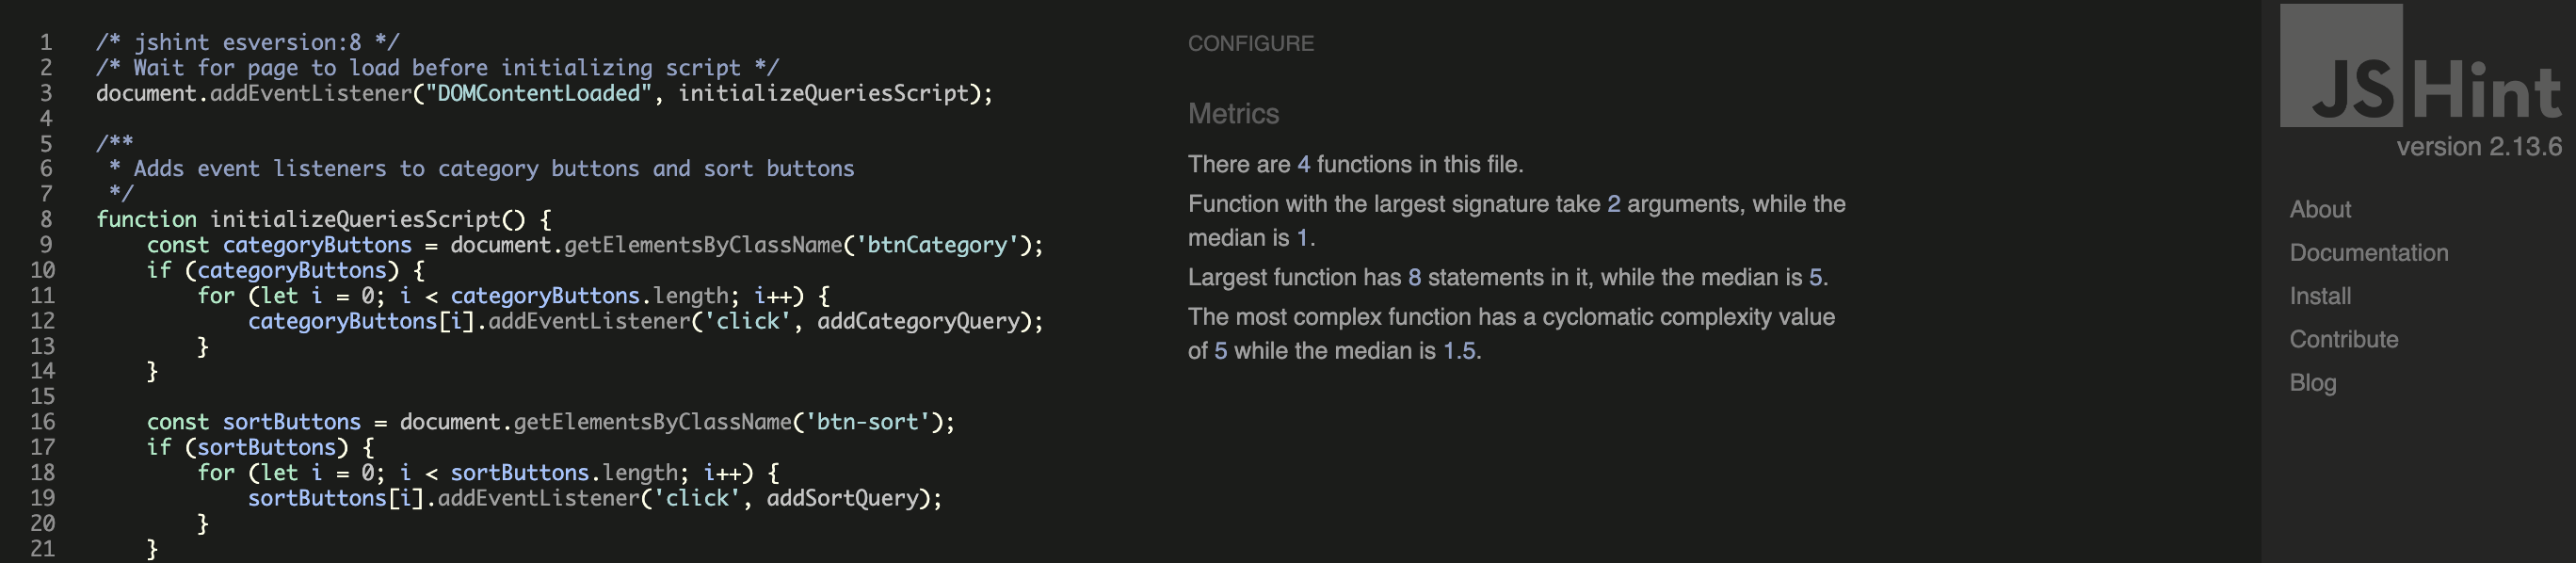 1 /* jshint esversion:8 */
2 /* Wait for page to load before initializing script */
3 document.addEventListener("DOMContentLoaded", initializeQueriesScript);
4
5 /**
6 * Adds event listeners to category buttons and sort buttons
7 */
8 function initializeQueriesScript() {
9 const categoryButtons = document.getElementsByClassName('btnCategory');
10 if (categoryButtons) {
11 for (let i = 0; i < categoryButtons.length; i++) {
12 categoryButtons[i].addEventListener('click', addCategoryQuery);
13 }
14 }
15
16 const sortButtons = document.getElementsByClassName('btn-sort');
17 if (sortButtons) {
18 for (let i = 0; i < sortButtons.length; i++) {
19 sortButtons[i].addEventListener('click', addSortQuery);
20 }
21 }
CONFIGURE
Metrics
There are 4 functions in this file.
Function with the largest signature take 2 arguments, while the
median is 1.
Largest function has 8 statements in it, while the median is 5.
The most complex function has a cyclomatic complexity value
of 5 while the median is 1.5.
JSHint
version 2.13.6
About
Documentation
Install
Contribute
Blog